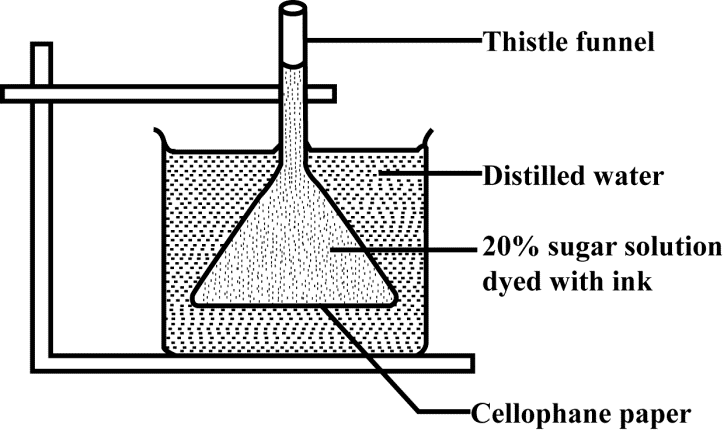 Thistle funnel
Distilled water
20% sugar solution
dyed with ink
Cellophane paper